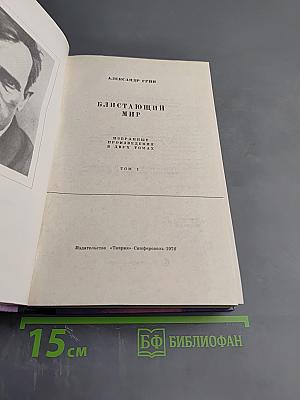 АЛЕКСАНДР ГРИН
БЛИСТАЮЩИЙ
МИР
ИЗБРАННЫЕ
ПРОИЗВЕДЕНИЯ
В ДВУХ ТОМАХ
ТОМ 1
Издательство «Таврия» Симферополь 1978
15 см
БФ БИБЛИОФАН